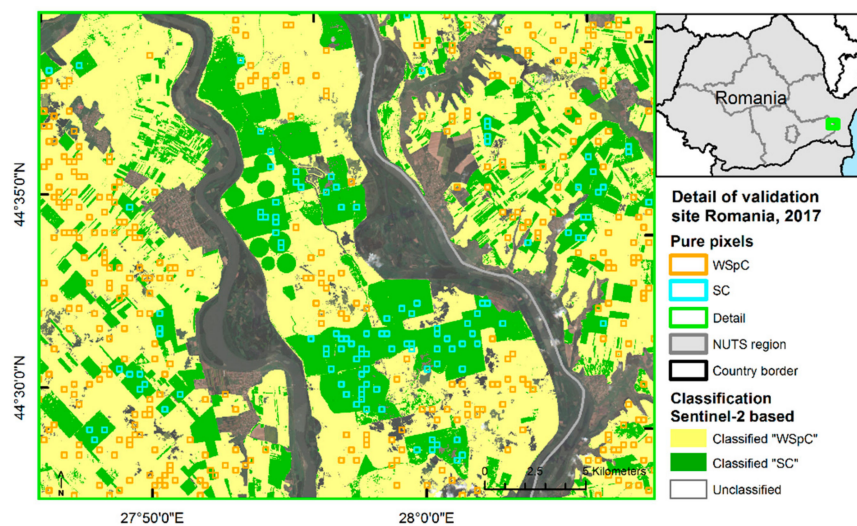 Romania
44°35'0"N
44°30'0"N
27°50'0"E
28°0'0"E
N
0 2.5 5 Kilometers
Detail of validation
site Romania, 2017
Pure pixels
WSpC
SC
Detail
NUTS region
Country border
Classification
Sentinel-2 based
Classified "WSpC"
Classified "SC"
Unclassified